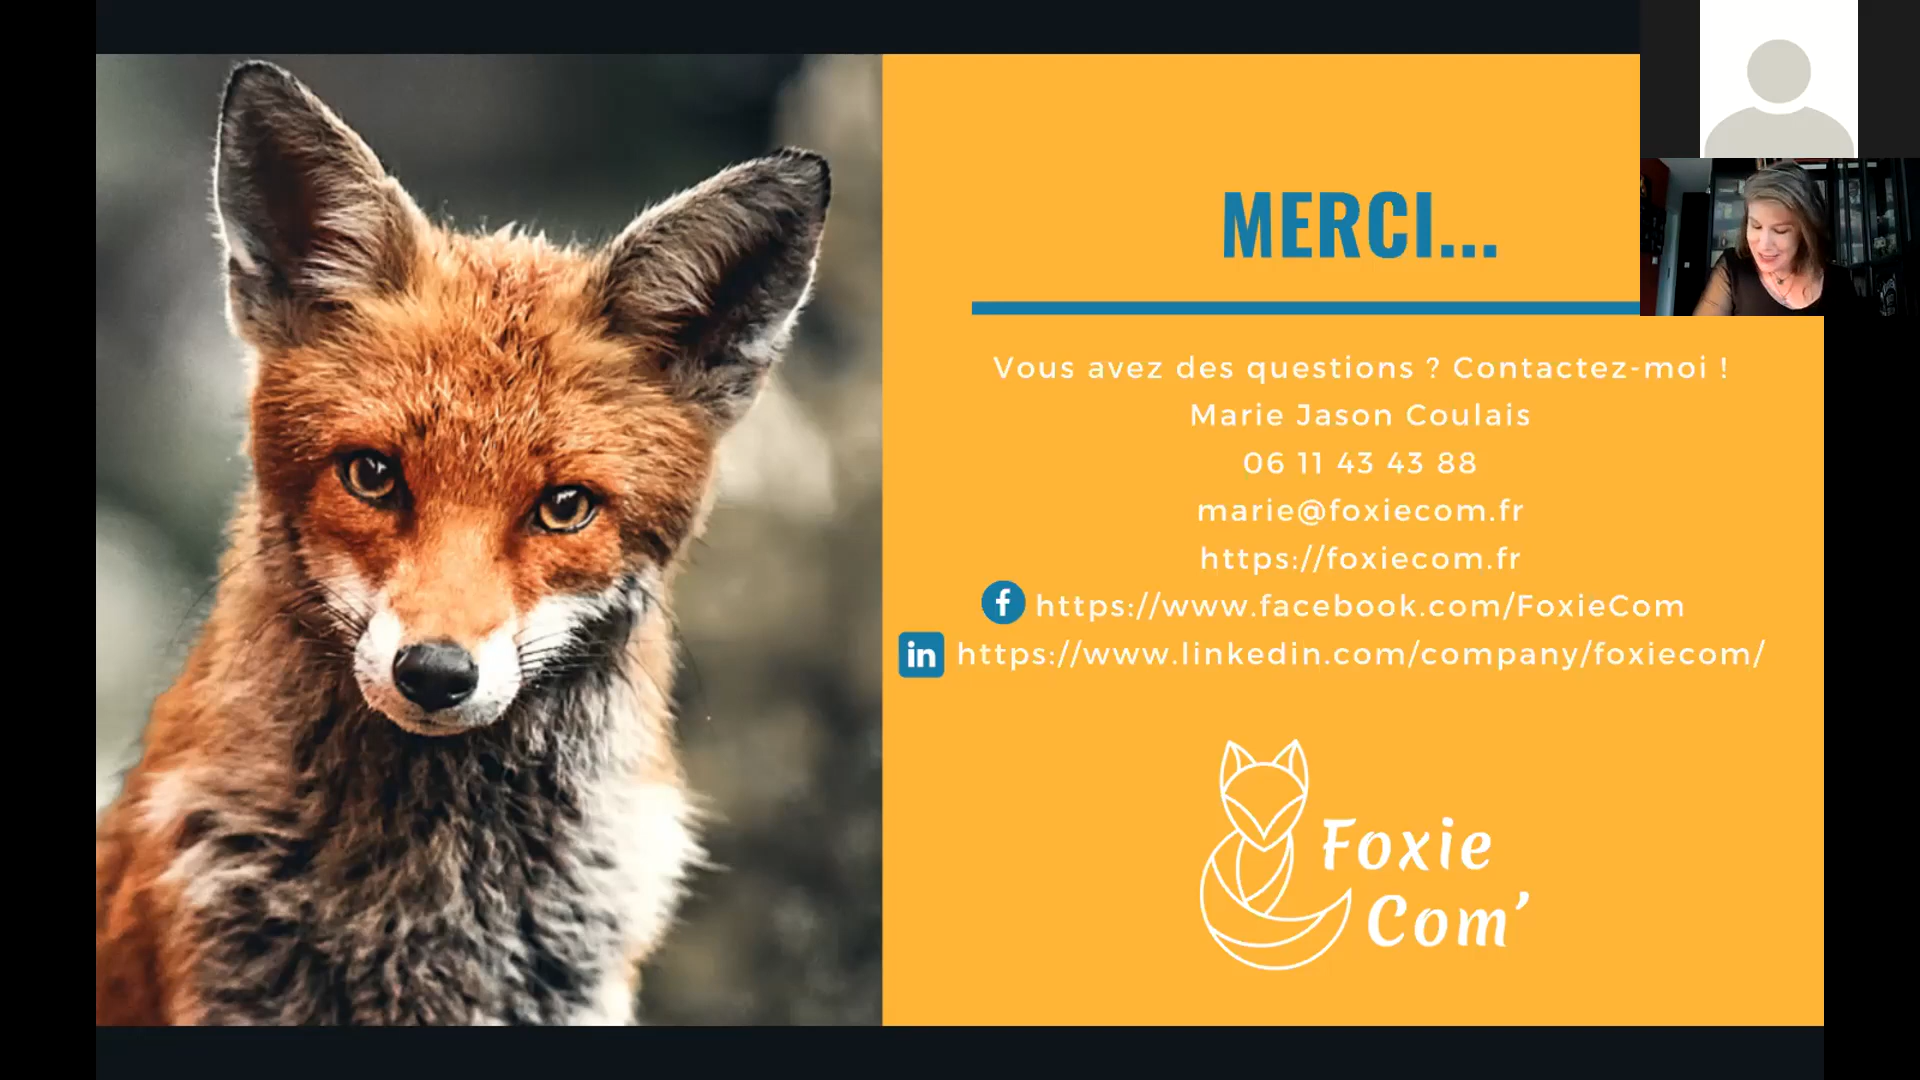 MERCI...
Vous avez des questions ? Contactez-moi !
Marie Jason Coulais
06 11 43 43 88
marie@foxiecom.fr
https://foxiecom.fr
f https://www.facebook.com/FoxieCom
in https://www.linkedin.com/company/foxiecom/
Foxie
Com’